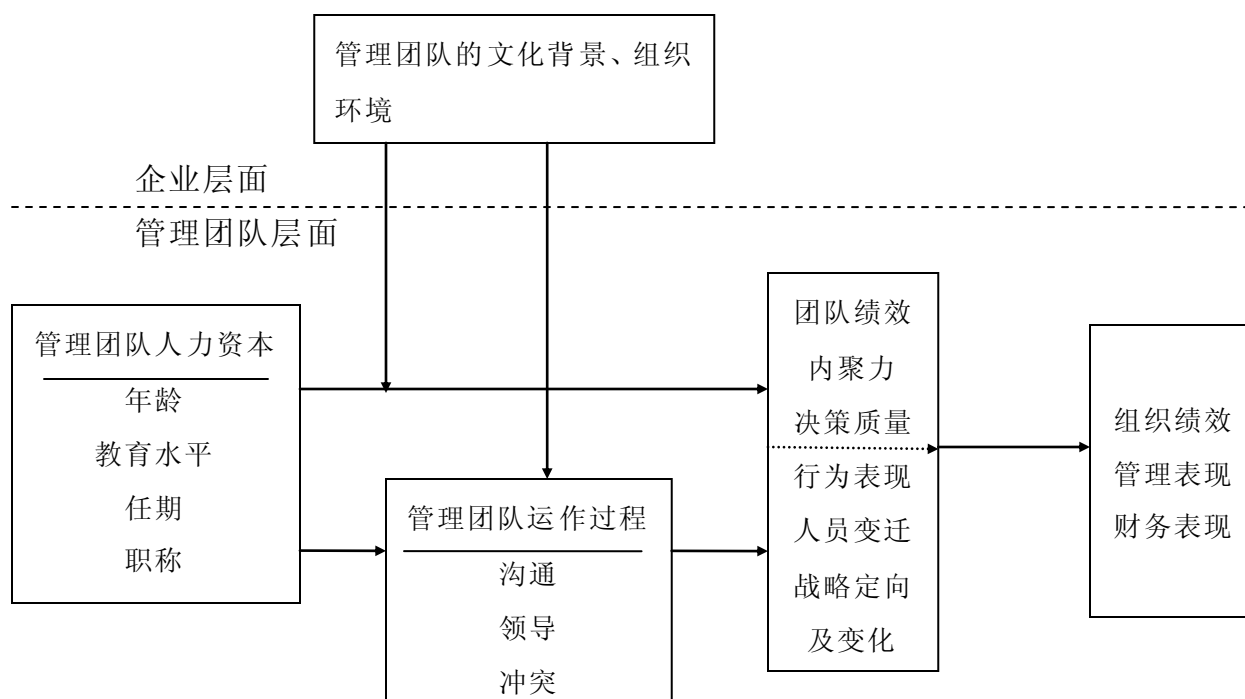 管理团队的文化背景、组织
环境
企业层面
管理团队层面
管理团队人力资本
年龄
教育水平
任期
职称
管理团队运作过程
沟通
领导
冲突
团队绩效
内聚力
决策质量
行为表现
人员变迁
战略定向
及变化
组织绩效
管理表现
财务表现